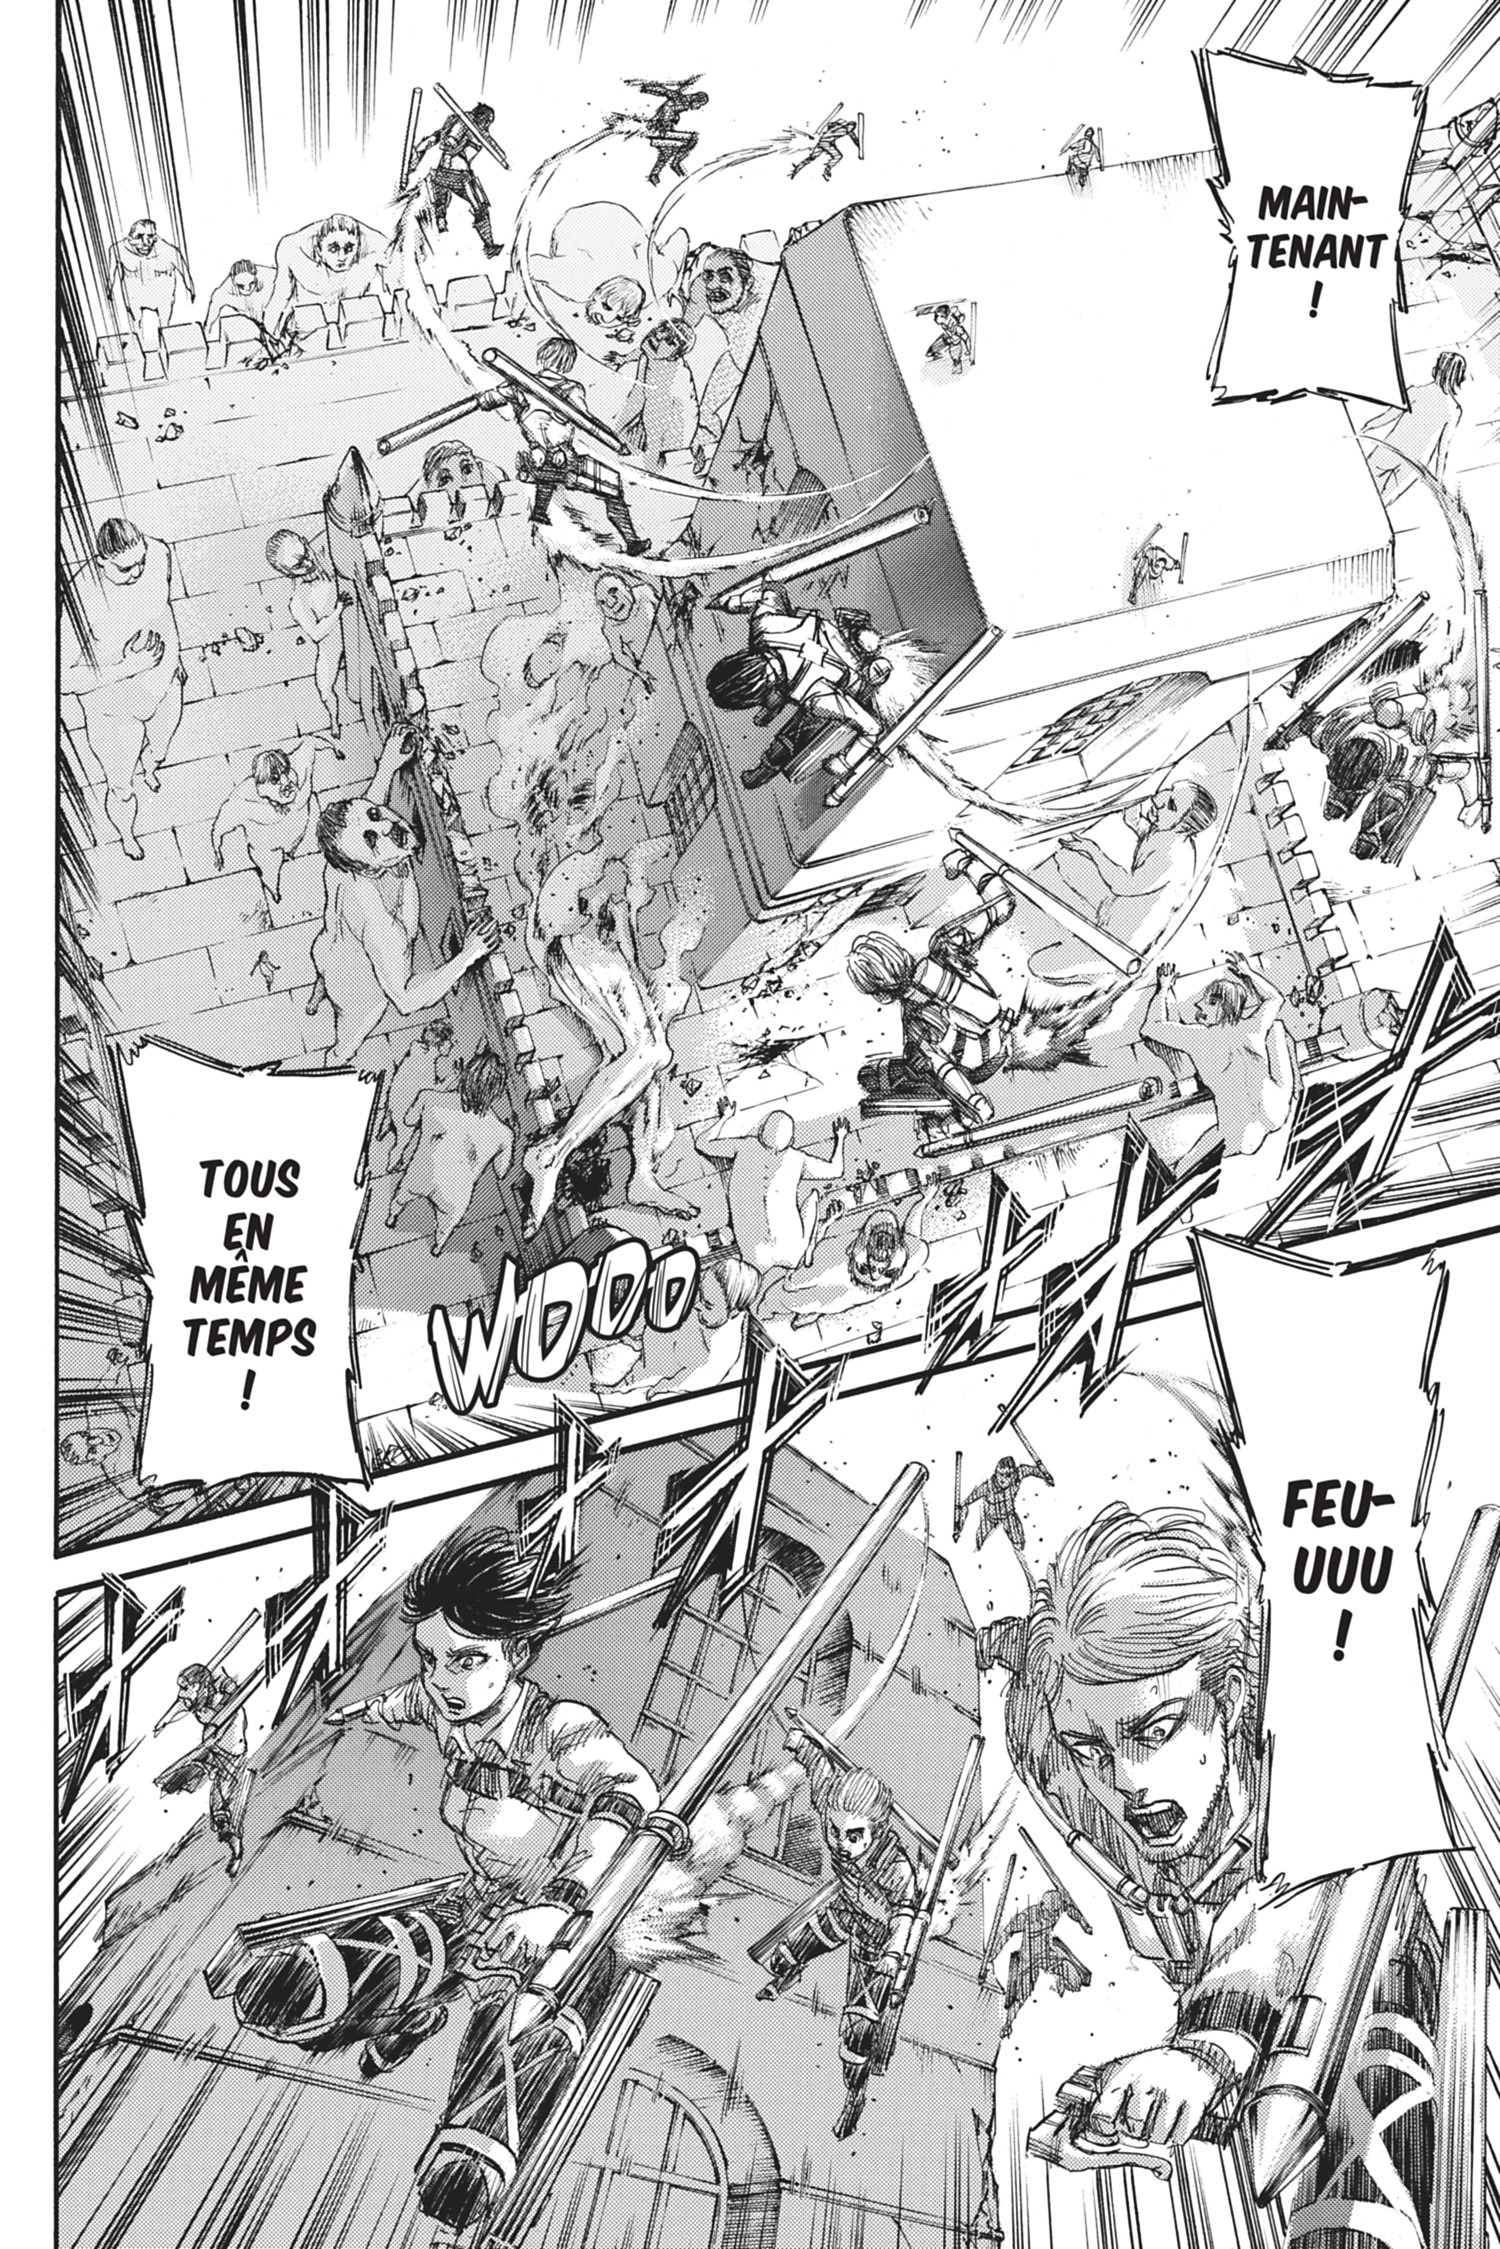 MAIN-
TENANT
!
TOUS
EN
MÊME
TEMPS
!
WOOO
FEU-
UUU
!